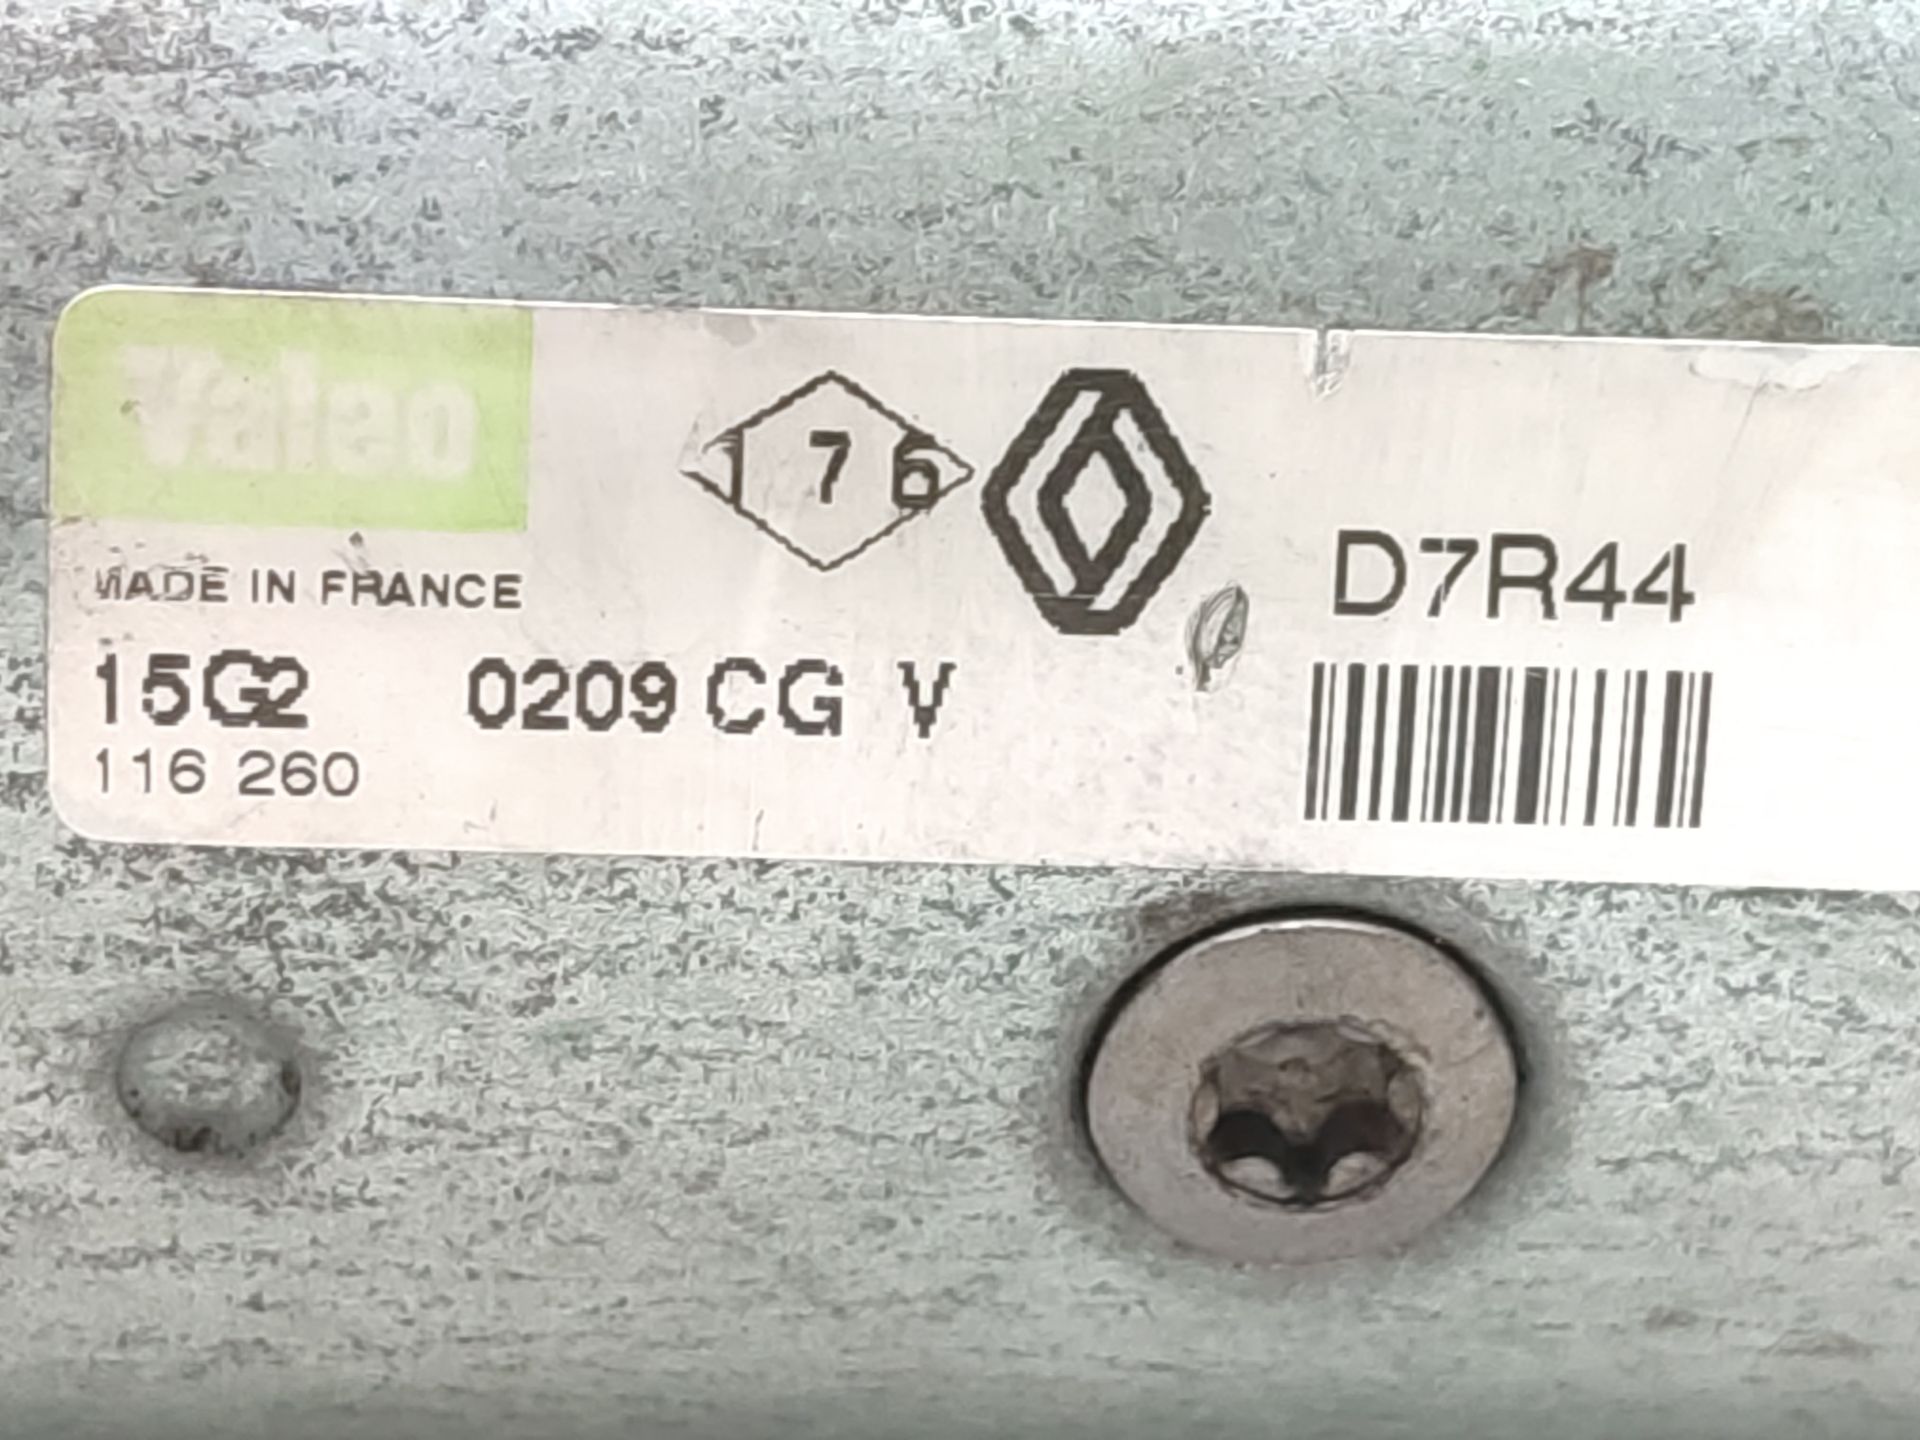 Valeo
176
D7R44
MADE IN FRANCE
15G2 0209 CG V
116 260